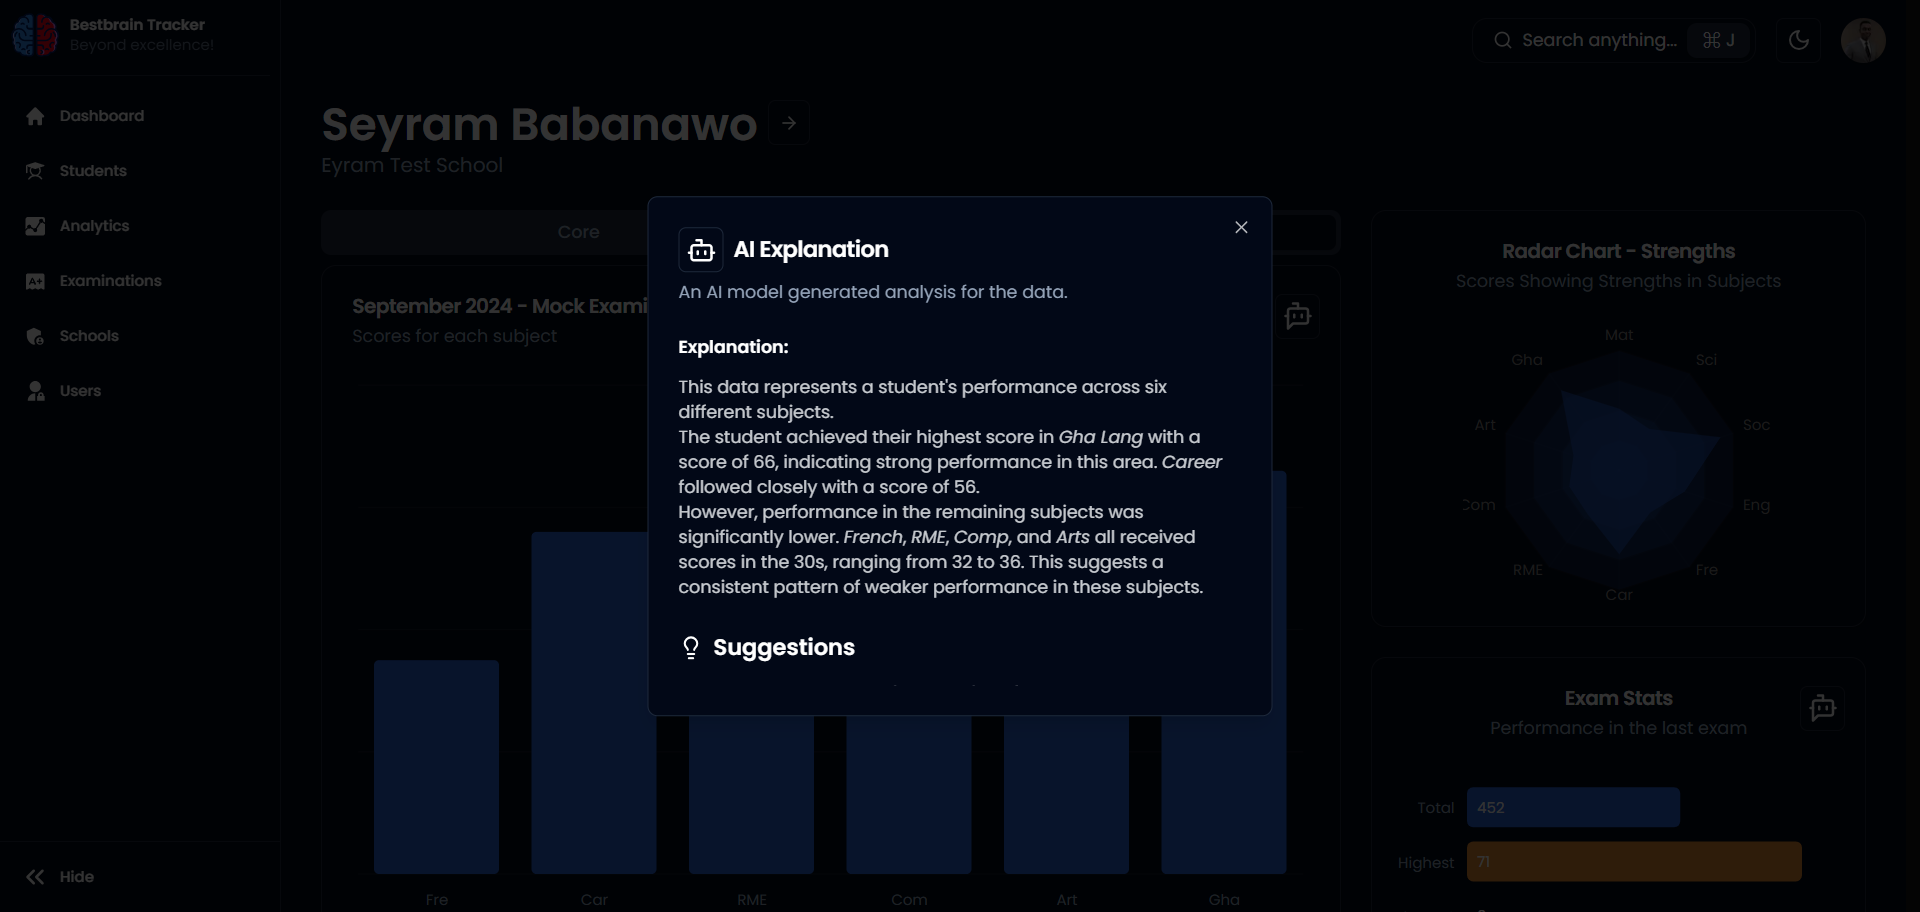 Bestbrain Tracker
Beyond excellence!
Search anything...
⌘ J
Dashboard
Students
Analytics
Examinations
Schools
Users
Hide
Seyram Babanawo
Eyram Test School
Core
September 2024 - Mock Exami
Scores for each subject
Fre
Car
RME
Com
Art
Gha
AI Explanation
An AI model generated analysis for the data.
Explanation:
This data represents a student's performance across six
different subjects.
The student achieved their highest score in Gha Lang with a
score of 66, indicating strong performance in this area. Career
followed closely with a score of 56.
However, performance in the remaining subjects was
significantly lower. French, RME, Comp, and Arts all received
scores in the 30s, ranging from 32 to 36. This suggests a
consistent pattern of weaker performance in these subjects.
Suggestions
Radar Chart - Strengths
Scores Showing Strengths in Subjects
Mat
Sci
Soc
Eng
Fre
Car
RME
Com
Art
Gha
Exam Stats
Performance in the last exam
Total
452
Highest
71